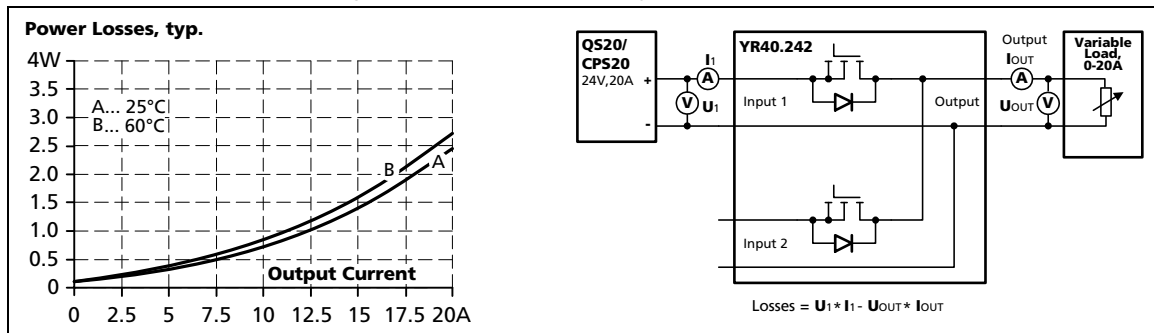 Power Losses, typ.
4W
3.5
3.0
2.5
2.0
1.5
1.0
0.5
0
A... 25°C
B... 60°C
B
A
Output Current
0 2.5 5 7.5 10 12.5 15 17.5 20A
QS20/
CPS20
24V,20A
+
-
V U1
I1
A
YR40.242
Input 1
Output
Input 2
Output
IOUT
A
UOUT V
Variable
Load,
0-20A
Losses = U1* I1- UOUT* IOUT